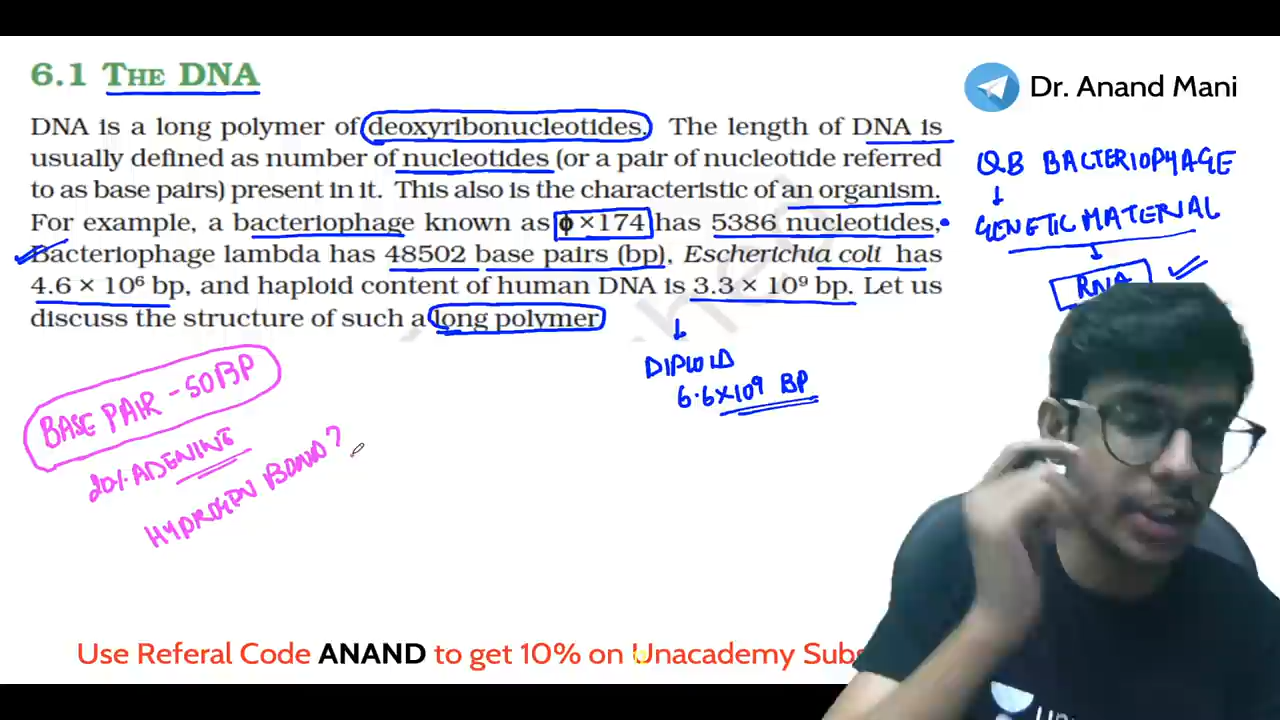 6.1 THE DNA
DNA is a long polymer of deoxyribonucleotides. The length of DNA is
usually defined as number of nucleotides (or a pair of nucleotide referred
to as base pairs) present in it. This also is the characteristic of an organism.
For example, a bacteriophage known as ϕ ×174 has 5386 nucleotides,
Bacteriophage lambda has 48502 base pairs (bp), Escherichia coli has
4.6 × 10⁶ bp, and haploid content of human DNA is 3.3 × 10⁹ bp. Let us
discuss the structure of such a long polymer
Dr. Anand Mani
QB BACTERIOPHAGE
↓
GENETIC MATERIAL
↓
RNA
↓
DIPLOID
6.6×10⁹ BP
BASE PAIR - 50BP
20% ADENINE
HYDROGEN BOND?
Use Referal Code ANAND to get 10% on Unacademy Subs